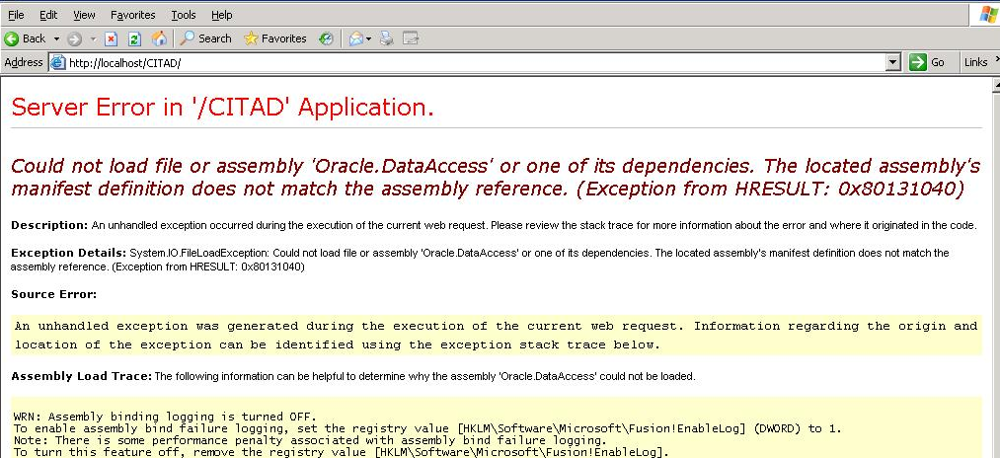 File Edit View Favorites Tools Help
Back Search Favorites
Address http://localhost/CITAD/ Go Links
Server Error in '/CITAD' Application.
Could not load file or assembly 'Oracle.DataAccess' or one of its dependencies. The located assembly's
manifest definition does not match the assembly reference. (Exception from HRESULT: 0x80131040)
Description: An unhandled exception occurred during the execution of the current web request. Please review the stack trace for more information about the error and where it originated in the code.
Exception Details: System.IO.FileLoadException: Could not load file or assembly 'Oracle.DataAccess' or one of its dependencies. The located assembly's manifest definition does not match the
assembly reference. (Exception from HRESULT: 0x80131040)
Source Error:
An unhandled exception was generated during the execution of the current web request. Information regarding the origin and
location of the exception can be identified using the exception stack trace below.
Assembly Load Trace: The following information can be helpful to determine why the assembly 'Oracle.DataAccess' could not be loaded.
WRN: Assembly binding logging is turned OFF.
To enable assembly bind failure logging, set the registry value [HKLM\Software\Microsoft\Fusion!EnableLog] (DWORD) to 1.
Note: There is some performance penalty associated with assembly bind failure logging.
To turn this feature off, remove the registry value [HKLM\Software\Microsoft\Fusion!EnableLog].